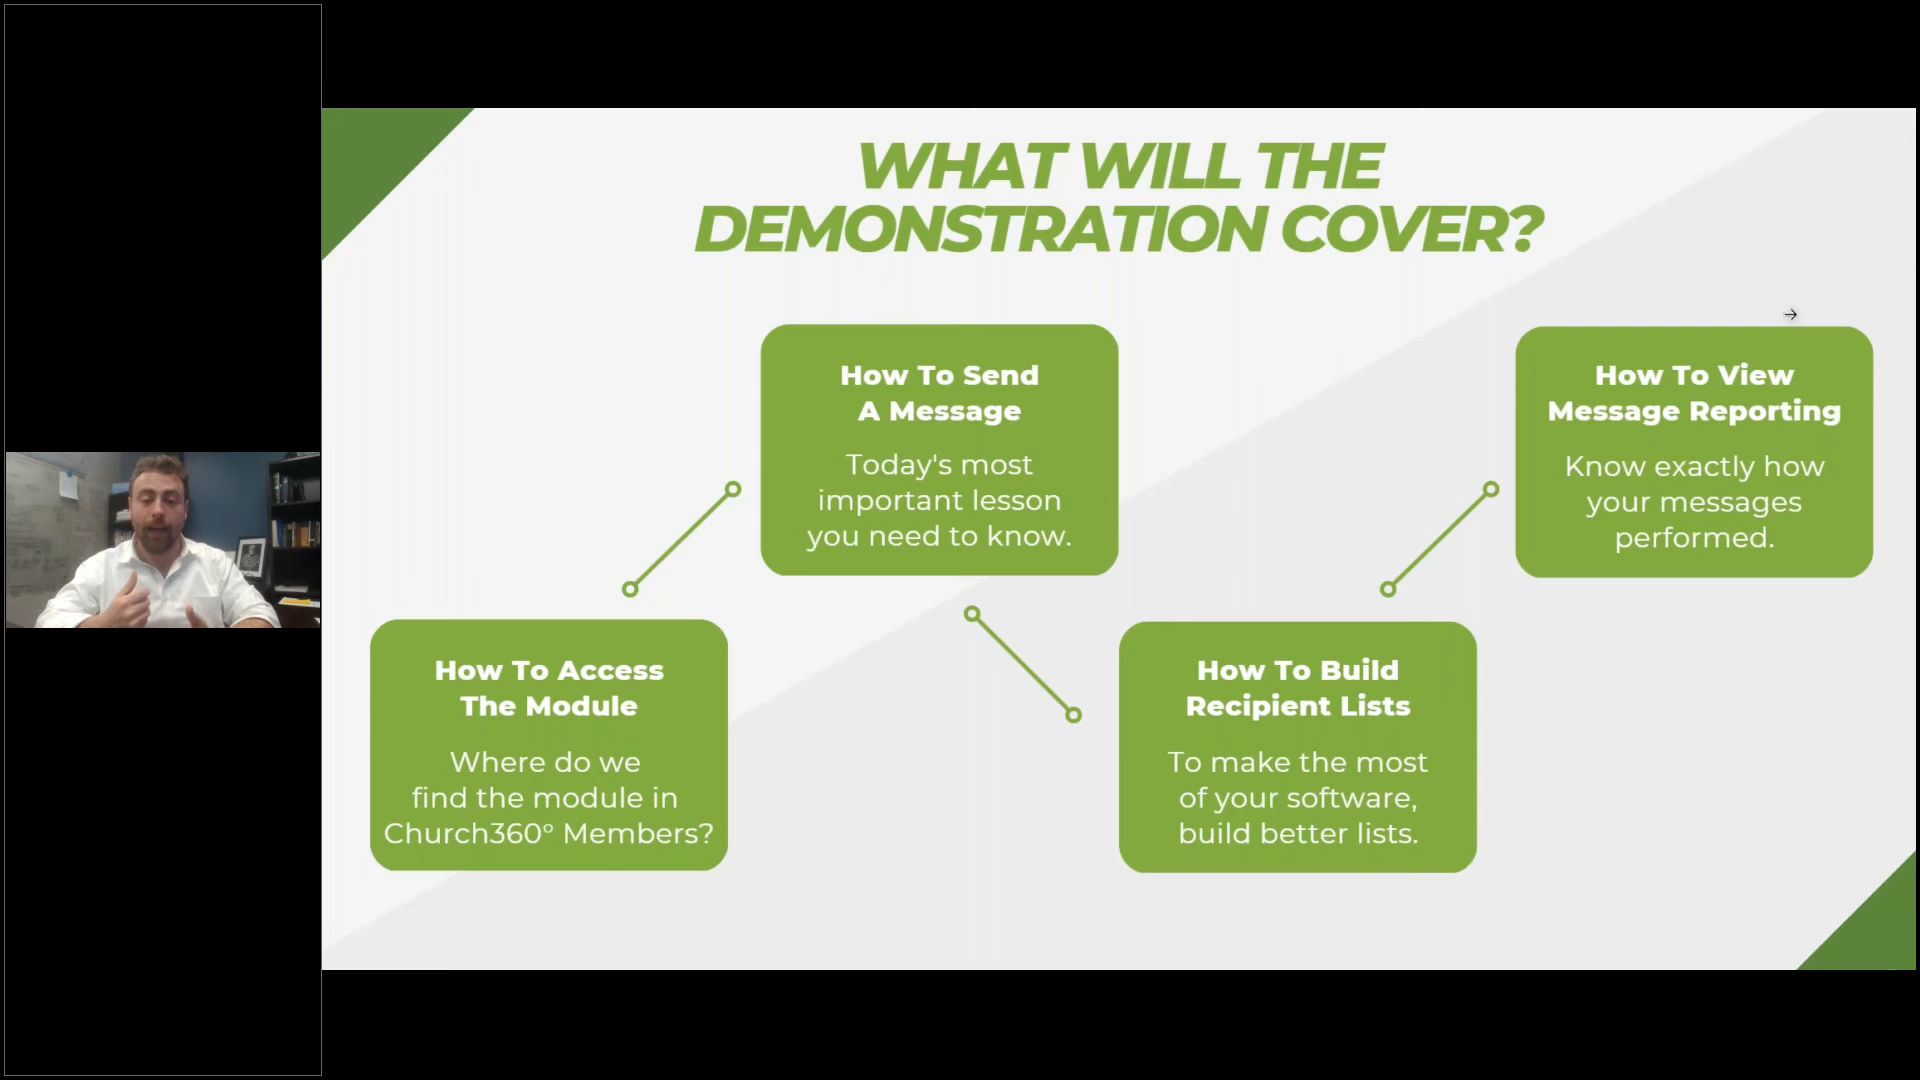 WHAT WILL THE
DEMONSTRATION COVER?
How To Access
The Module
Where do we
find the module in
Church360° Members?
How To Send
A Message
Today's most
important lesson
you need to know.
How To Build
Recipient Lists
To make the most
of your software,
build better lists.
How To View
Message Reporting
Know exactly how
your messages
performed.